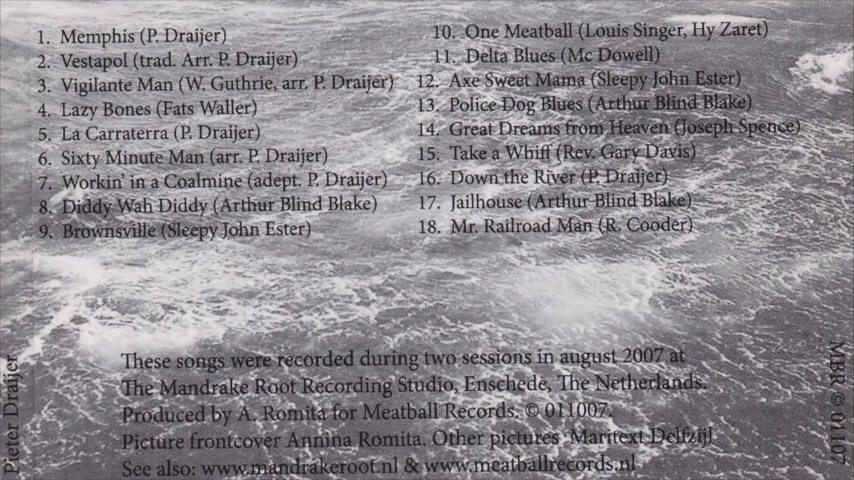 1. Memphis (P. Draijer)
2. Vestapol (trad. Arr. P. Draijer)
3. Vigilante Man (W. Guthrie, arr. P. Draijer)
4. Lazy Bones (Fats Waller)
5. La Carraterra (P. Draijer)
6. Sixty Minute Man (arr. P. Draijer)
7. Workin' in a Coalmine (adept. P. Draijer)
8. Diddy Wah Diddy (Arthur Blind Blake)
9. Brownsville (Sleepy John Ester)
10. One Meatball (Louis Singer, Hy Zaret)
11. Delta Blues (Mc Dowell)
12. Axe Sweet Mama (Sleepy John Ester)
13. Police Dog Blues (Arthur Blind Blake)
14. Great Dreams from Heaven (Joseph Spence)
15. Take a Whiff (Rev. Gary Davis)
16. Down the River (P. Draijer)
17. Jailhouse (Arthur Blind Blake)
18. Mr. Railroad Man (R. Cooder)
These songs were recorded during two sessions in august 2007 at
The Mandrake Root Recording Studio, Enschede, The Netherlands.
Produced by A. Romita for Meatball Records. © 011007.
Picture frontcover Annina Romita. Other pictures Maritext Delfzijl
See also: www.mandrakeroot.nl & www.meatballrecords.nl
Pieter Draijer
MBR © 01107